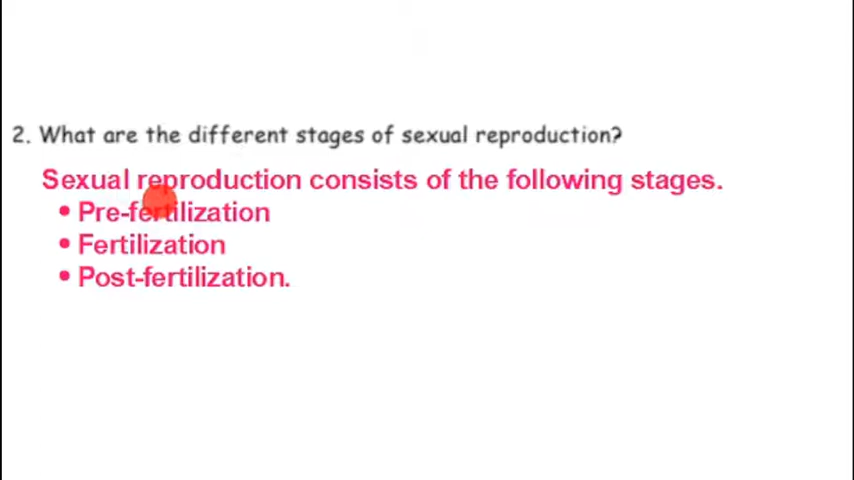 2. What are the different stages of sexual reproduction?
Sexual reproduction consists of the following stages.
• Pre-fertilization
• Fertilization
• Post-fertilization.